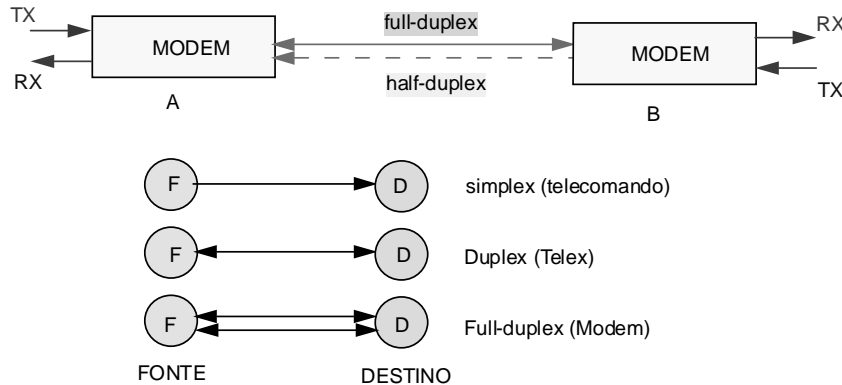 TX
full-duplex
RX
MODEM
MODEM
RX
half-duplex
TX
A
B
F
D
simplex (telecomando)
F
D
Duplex (Telex)
F
D
Full-duplex (Modem)
FONTE
DESTINO